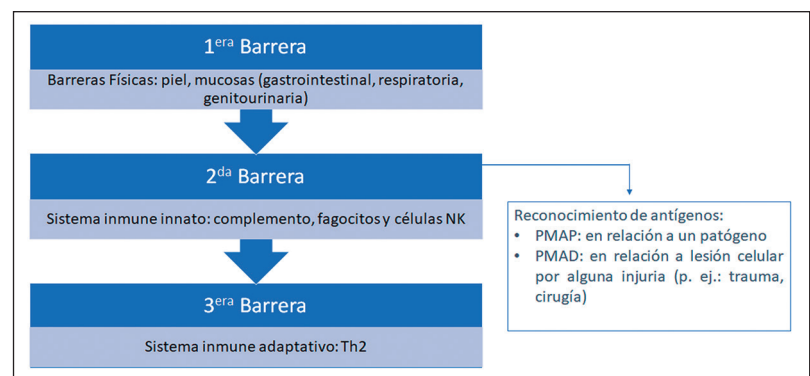 1era Barrera
Barreras Físicas: piel, mucosas (gastrointestinal, respiratoria,
genitourinaria)
2da Barrera
Sistema inmune innato: complemento, fagocitos y células NK
Reconocimiento de antígenos:
• PMAP: en relación a un patógeno
• PMAD: en relación a lesión celular
por alguna injuria (p. ej.: trauma,
cirugía)
3era Barrera
Sistema inmune adaptativo: Th2